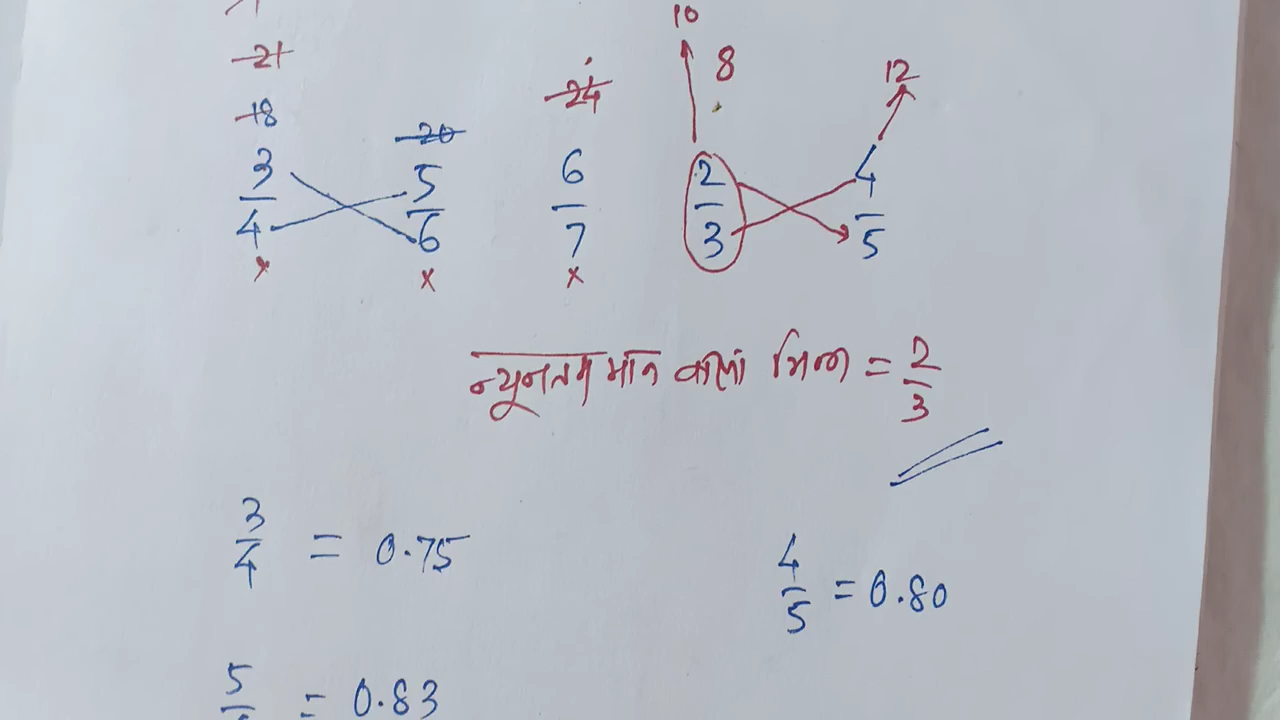 21
24
10 8 12
18
20
3/4 5/6 6/7 2/3 4/5
x x x
न्यूनतम मान वाला भिन्न = 2/3
3/4 = 0.75
4/5 = 0.80
5/ = 0.83